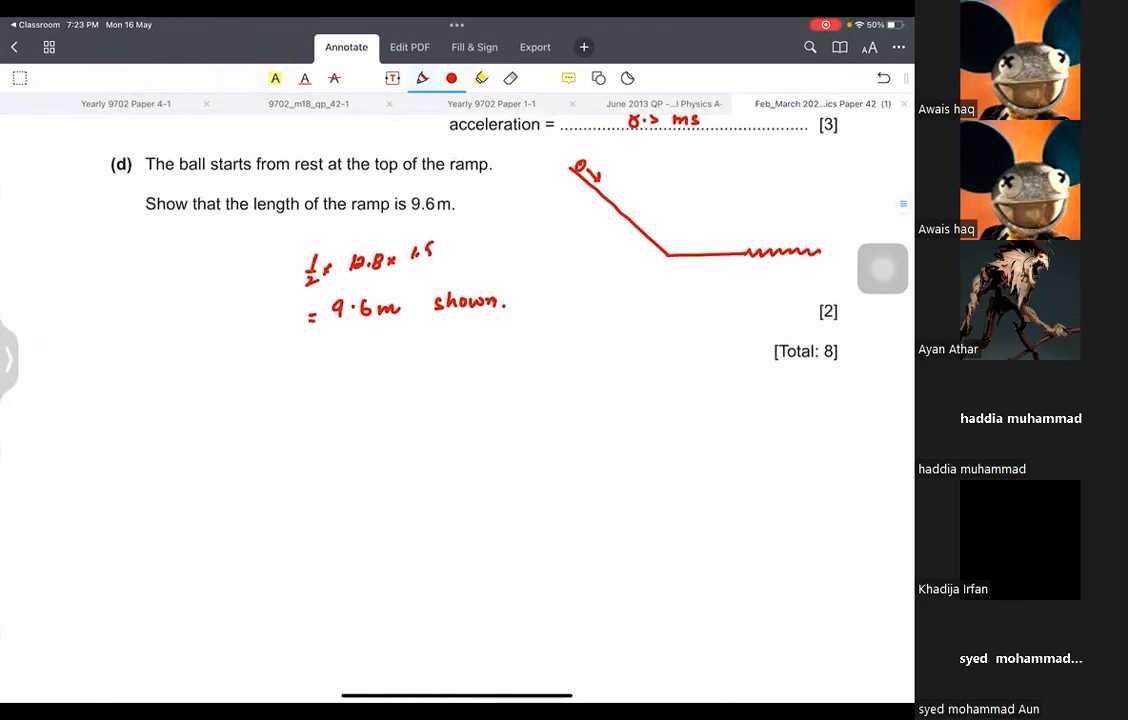 Classroom 7:23 PM Mon 16 May
50%
Annotate Edit PDF Fill & Sign Export
AA
A A A T
Yearly 9702 Paper 4-1 × 9702_m18_qp_42-1 × Yearly 9702 Paper 1-1 × June 2013 QP -...l Physics A- Feb_March 202...ics Paper 42 (1) ×
acceleration = ........ ms ........ [3]
(d) The ball starts from rest at the top of the ramp.
Show that the length of the ramp is 9.6 m.
1/2 × 12.8 × 1.5
= 9.6 m shown.
[2]
[Total: 8]
Awais haq
Awais haq
Ayan Athar
haddia muhammad
haddia muhammad
Khadija Irfan
syed mohammad...
syed mohammad Aun